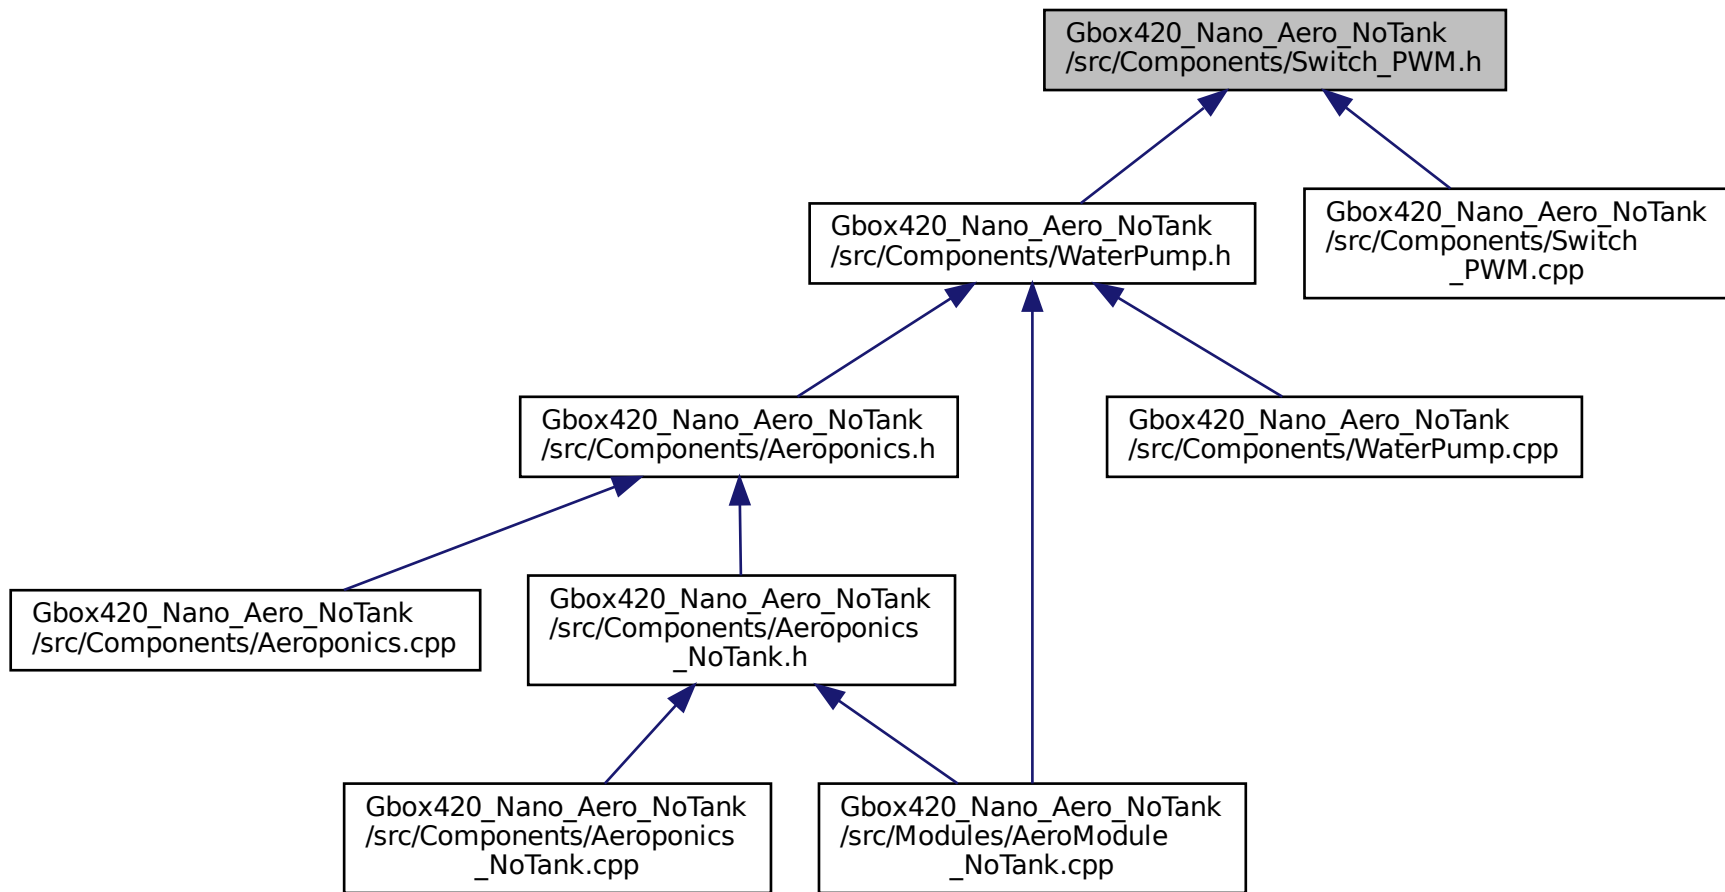 Gbox420_Nano_Aero_NoTank
/src/Components/Switch_PWM.h
Gbox420_Nano_Aero_NoTank
/src/Components/WaterPump.h
Gbox420_Nano_Aero_NoTank
/src/Components/Switch
_PWM.cpp
Gbox420_Nano_Aero_NoTank
/src/Components/Aeroponics.h
Gbox420_Nano_Aero_NoTank
/src/Components/WaterPump.cpp
Gbox420_Nano_Aero_NoTank
/src/Components/Aeroponics.cpp
Gbox420_Nano_Aero_NoTank
/src/Components/Aeroponics
_NoTank.h
Gbox420_Nano_Aero_NoTank
/src/Components/Aeroponics
_NoTank.cpp
Gbox420_Nano_Aero_NoTank
/src/Modules/AeroModule
_NoTank.cpp